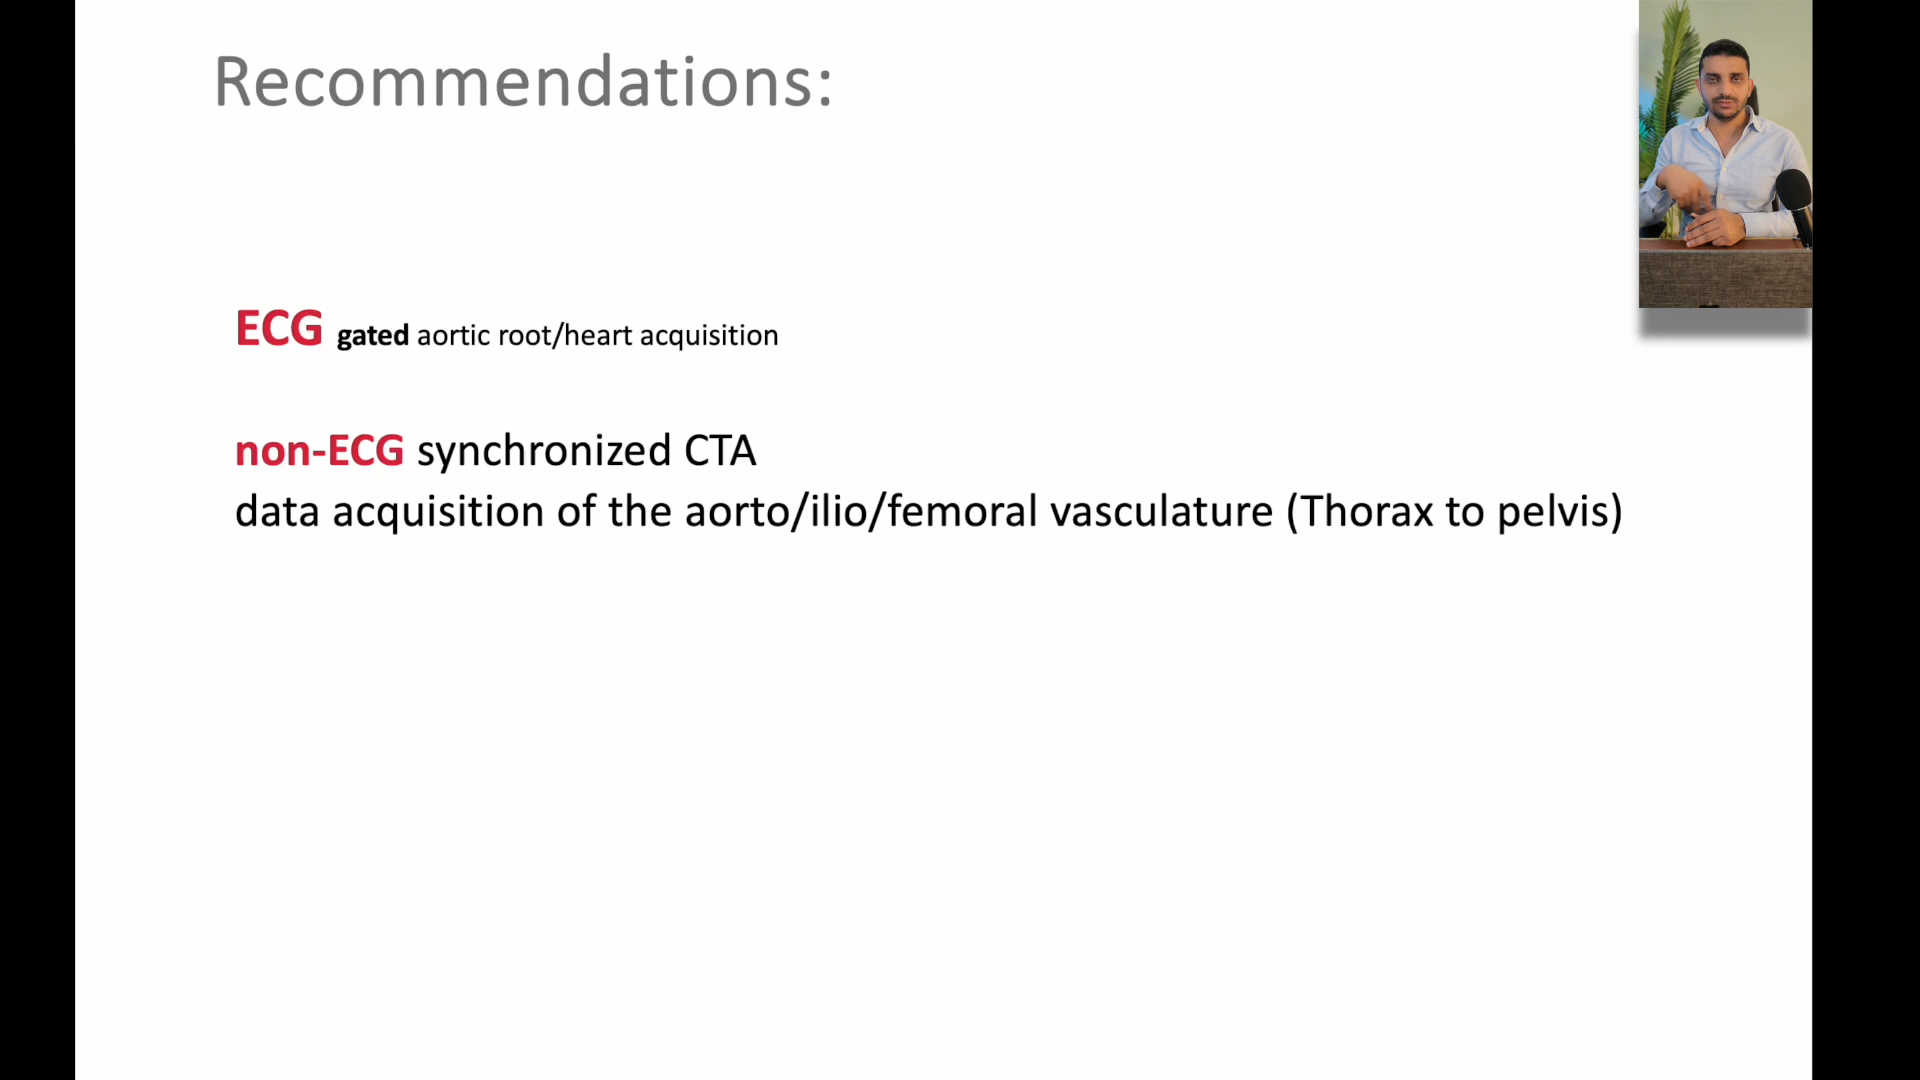 Recommendations:
ECG gated aortic root/heart acquisition
non-ECG synchronized CTA
data acquisition of the aorto/ilio/femoral vasculature (Thorax to pelvis)